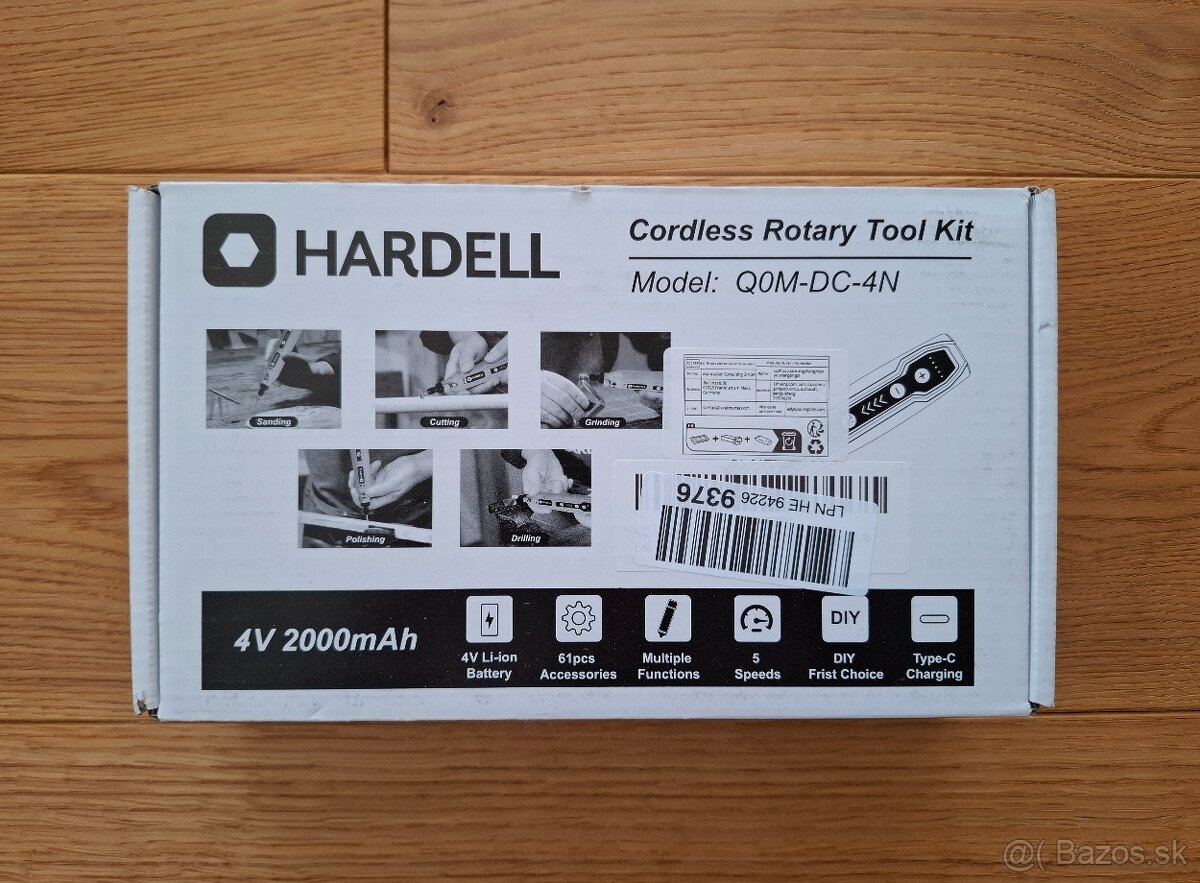 HARDELL
Cordless Rotary Tool Kit
Model: Q0M-DC-4N
Sanding
Cutting
Grinding
Polishing
Drilling
Germany
LPN HE 94226 9376
4V 2000mAh
4V Li-ion
Battery
61pcs
Accessories
Multiple
Functions
5
Speeds
DIY
DIY
Frist Choice
Type-C
Charging
@( Bazos.sk